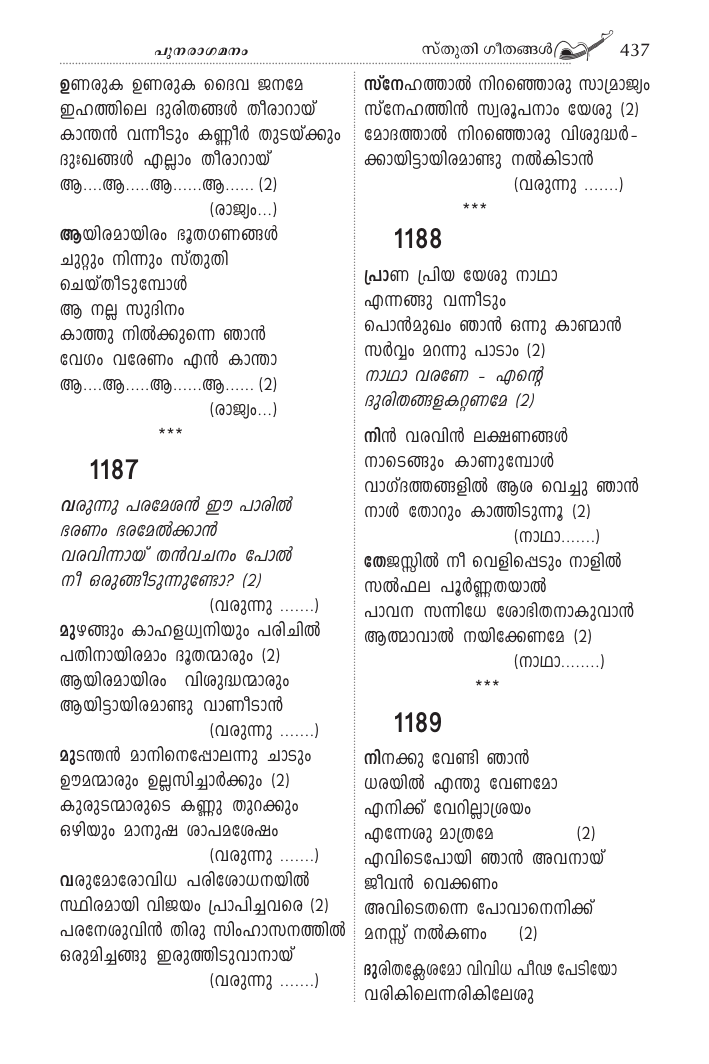 പുനരാഗമനം
സ്തുതി ഗീതങ്ങൾ 437
ഉണരുക ഉണരുക ദൈവ ജനമേ
ഇഹത്തിലെ ദുരിതങ്ങൾ തീരാറായ്
കാന്തൻ വന്നീടും കണ്ണീർ തുടയ്ക്കും
ദുഃഖങ്ങൾ എല്ലാം തീരാറായ്
ആ....ആ.....ആ......ആ...... (2)
(രാജ്യം...)
ആയിരമായിരം ഭൂതഗണങ്ങൾ
ചുറ്റും നിന്നും സ്തുതി
ചെയ്തീടുമ്പോൾ
ആ നല്ല സുദിനം
കാത്തു നിൽക്കുന്നെ ഞാൻ
വേഗം വരേണം എൻ കാന്താ
ആ....ആ.....ആ......ആ...... (2)
(രാജ്യം...)
***
1187
വരുന്നു പരമേശൻ ഈ പാരിൽ
ഭരണം ഭരമേൽക്കാൻ
വരവിന്നായ് തൻവചനം പോൽ
നീ ഒരുങ്ങീടുന്നുണ്ടോ? (2)
(വരുന്നു .......)
മുഴങ്ങും കാഹളധ്വനിയും പരിചിൽ
പതിനായിരമാം ദൂതന്മാരും (2)
ആയിരമായിരം വിശുദ്ധന്മാരും
ആയിട്ടായിരമാണ്ടു വാണീടാൻ
(വരുന്നു .......)
മുടന്തൻ മാനിനെപ്പോലന്നു ചാടും
ഊമന്മാരും ഉല്ലസിച്ചാർക്കും (2)
കുരുടന്മാരുടെ കണ്ണു തുറക്കും
ഒഴിയും മാനുഷ ശാപമശേഷം
(വരുന്നു .......)
വരുമോരോവിധ പരിശോധനയിൽ
സ്ഥിരമായി വിജയം പ്രാപിച്ചവരെ (2)
പരനേശുവിൻ തിരു സിംഹാസനത്തിൽ
ഒരുമിച്ചങ്ങു ഇരുത്തിടുവാനായ്
(വരുന്നു .......)
സ്നേഹത്താൽ നിറഞ്ഞൊരു സാമ്രാജ്യം
സ്നേഹത്തിൻ സ്വരൂപനാം യേശു (2)
മോദത്താൽ നിറഞ്ഞൊരു വിശുദ്ധർ-
ക്കായിട്ടായിരമാണ്ടു നൽകിടാൻ
(വരുന്നു .......)
***
1188
പ്രാണ പ്രിയ യേശു നാഥാ
എന്നങ്ങു വന്നീടും
പൊൻമുഖം ഞാൻ ഒന്നു കാണ്മാൻ
സർവ്വം മറന്നു പാടാം (2)
നാഥാ വരണേ - എന്റെ
ദുരിതങ്ങളകറ്റണമേ (2)
നിൻ വരവിൻ ലക്ഷണങ്ങൾ
നാടെങ്ങും കാണുമ്പോൾ
വാഗ്ദത്തങ്ങളിൽ ആശ വെച്ചു ഞാൻ
നാൾ തോറും കാത്തിടുന്നൂ (2)
(നാഥാ.......)
തേജസ്സിൽ നീ വെളിപ്പെടും നാളിൽ
സൽഫല പൂർണ്ണതയാൽ
പാവന സന്നിധേ ശോഭിതനാകുവാൻ
ആത്മാവാൽ നയിക്കേണമേ (2)
(നാഥാ........)
***
1189
നിനക്കു വേണ്ടി ഞാൻ
ധരയിൽ എന്തു വേണമോ
എനിക്ക് വേറില്ലാശ്രയം
എന്നേശു മാത്രമേ (2)
എവിടെപോയി ഞാൻ അവനായ്
ജീവൻ വെക്കണം
അവിടെതന്നെ പോവാനെനിക്ക്
മനസ്സ് നൽകണം (2)
ദുരിതക്ലേശമോ വിവിധ പീഢ പേടിയോ
വരികിലെന്നരികിലേശു